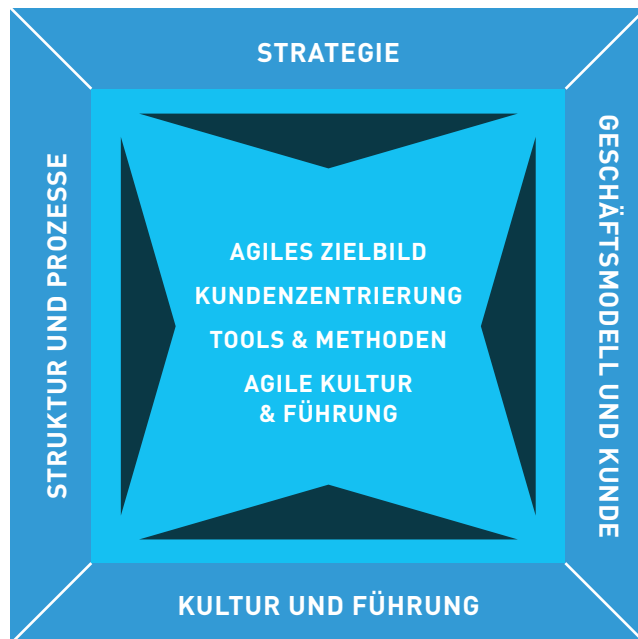 STRATEGIE
STRUKTUR UND PROZESSE
AGILES ZIELBILD
KUNDENZENTRIERUNG
TOOLS & METHODEN
AGILE KULTUR
& FÜHRUNG
GESCHÄFTSMODELL UND KUNDE
KULTUR UND FÜHRUNG